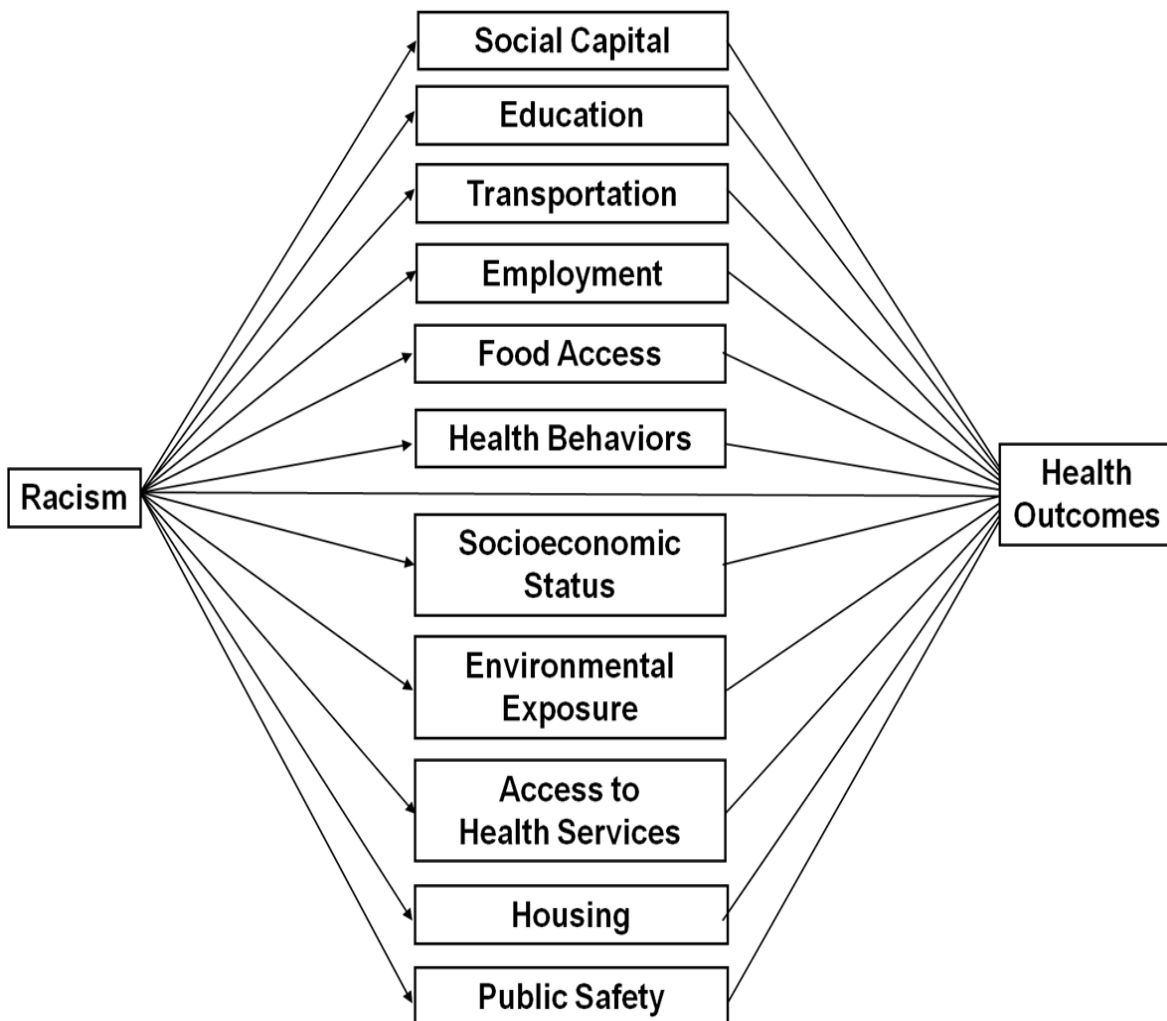 Social Capital
Education
Transportation
Employment
Food Access
Health Behaviors
Racism
Health
Outcomes
Socioeconomic
Status
Environmental
Exposure
Access to
Health Services
Housing
Public Safety